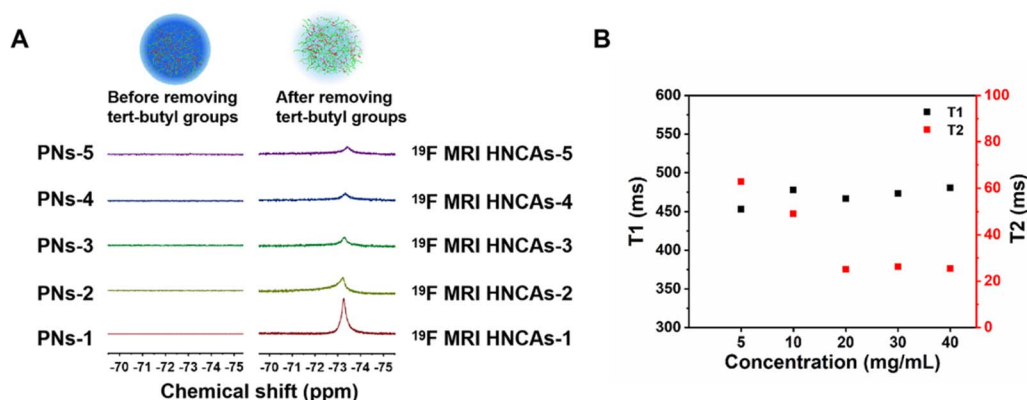 A
Before removing
tert-butyl groups
After removing
tert-butyl groups
PNs-5
¹⁹F MRI HNCAs-5
PNs-4
¹⁹F MRI HNCAs-4
PNs-3
¹⁹F MRI HNCAs-3
PNs-2
¹⁹F MRI HNCAs-2
PNs-1
¹⁹F MRI HNCAs-1
-70 -71 -72 -73 -74 -75
-70 -71 -72 -73 -74 -75
Chemical shift (ppm)
B
T1
T2
600
550
500
450
400
350
300
T1 (ms)
100
80
60
40
20
0
T2 (ms)
5 10 20 30 40
Concentration (mg/mL)